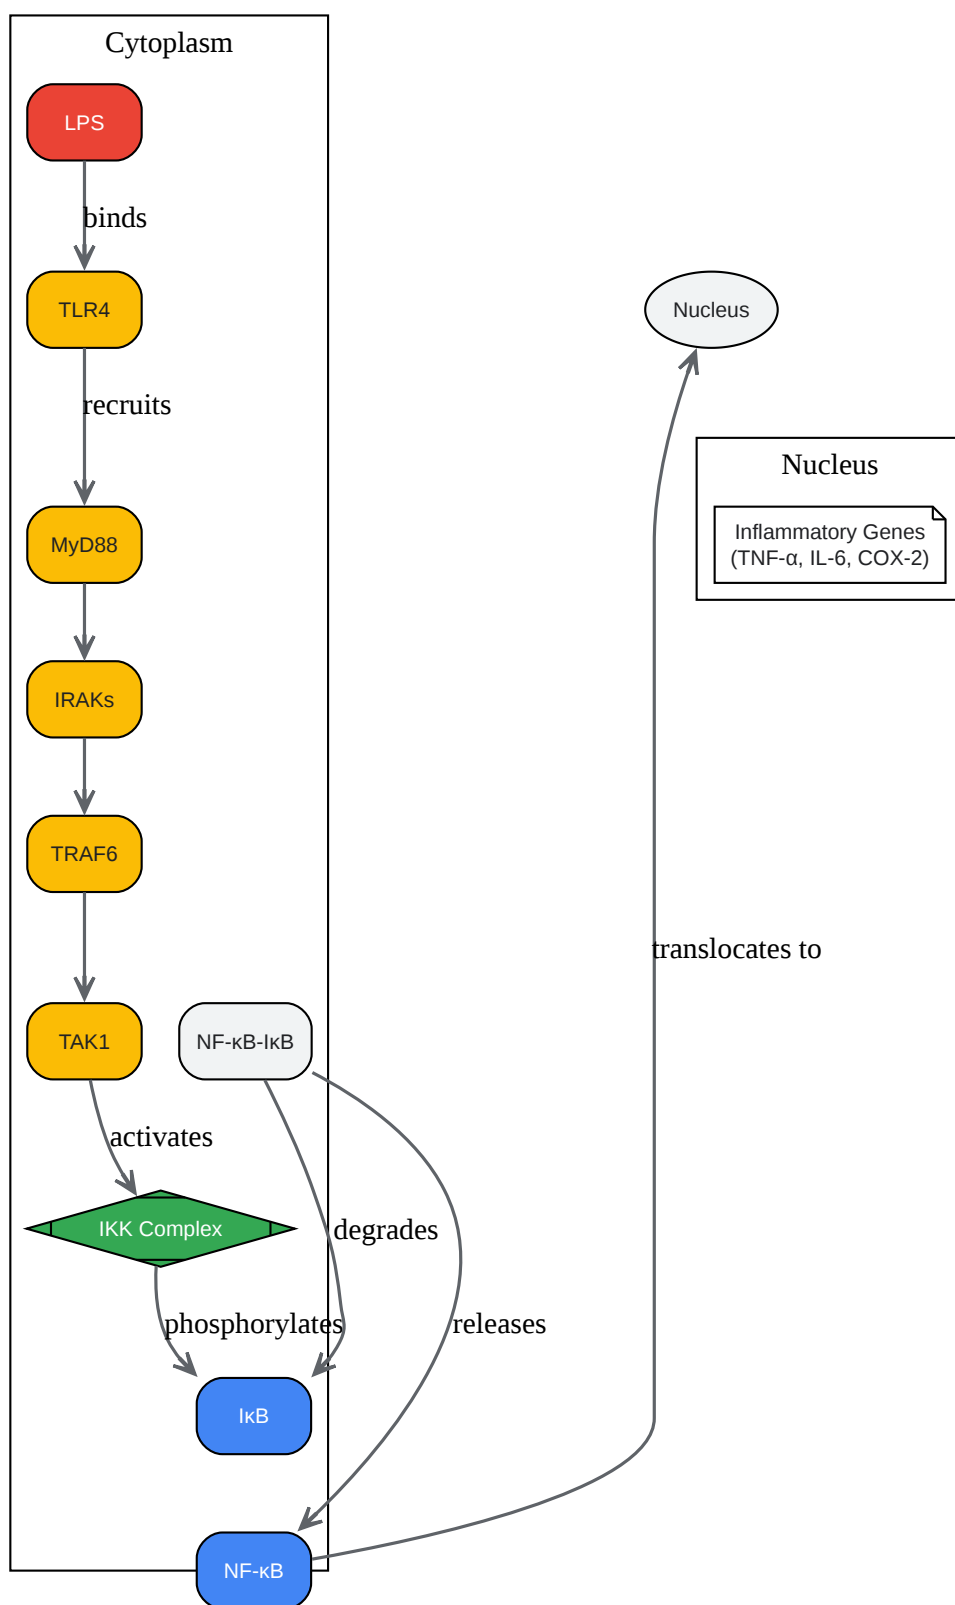 Cytoplasm
LPS
binds
TLR4
Nucleus
recruits
Nucleus
MyD88
Inflammatory Genes
(TNF-α, IL-6, COX-2)
IRAKs
TRAF6
translocates to
TAK1
NF-κB-IκB
activates
IKK Complex
degrades
phosphorylates
releases
IκB
NF-κB